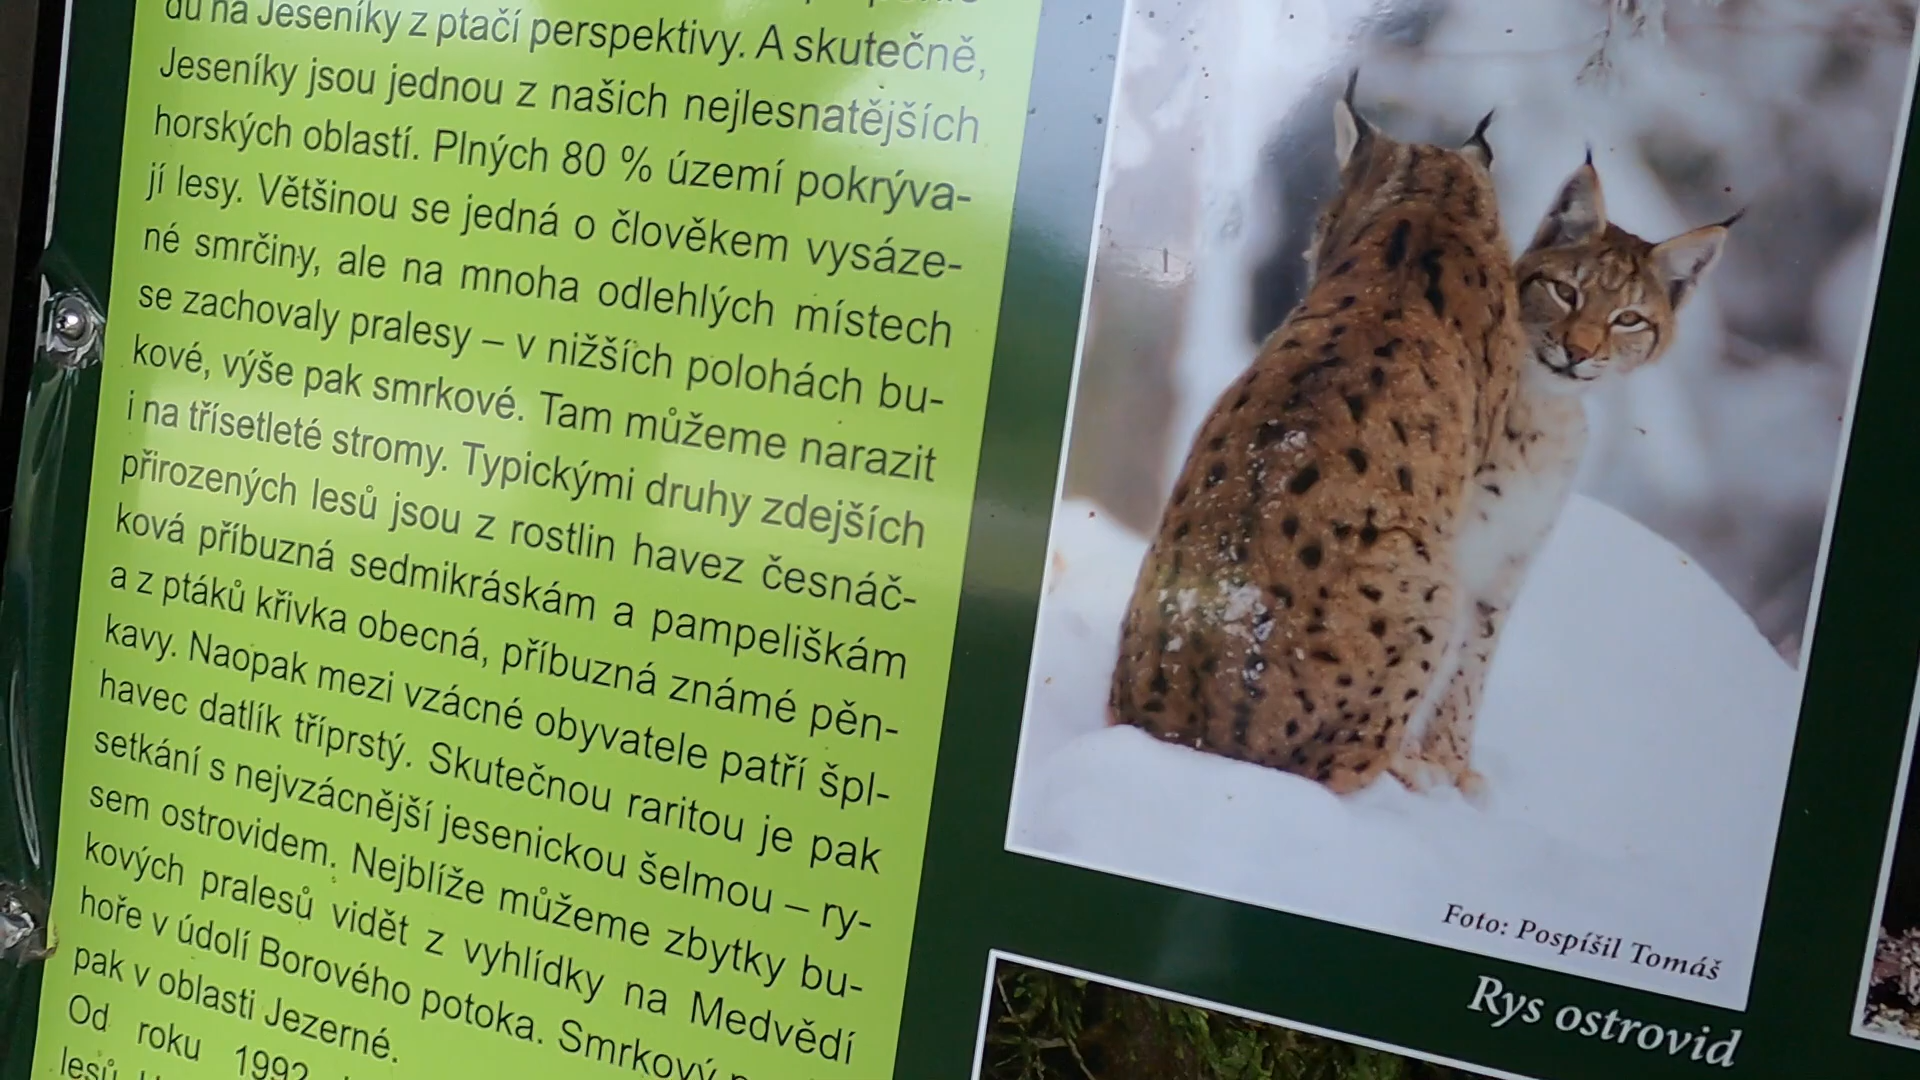 du na Jeseníky z ptačí perspektivy. A skutečně,
Jeseníky jsou jednou z našich nejlesnatějších
horských oblastí. Plných 80 % území pokrýva-
jí lesy. Většinou se jedná o člověkem vysáze-
né smrčiny, ale na mnoha odlehlých místech
se zachovaly pralesy – v nižších polohách bu-
kové, výše pak smrkové. Tam můžeme narazit
i na třísetleté stromy. Typickými druhy zdejších
přirozených lesů jsou z rostlin havez česnáč-
ková příbuzná sedmikráskám a pampeliškám
a z ptáků křivka obecná, příbuzná známé pěn-
kavy. Naopak mezi vzácné obyvatele patří špl-
havec datlík tříprstý. Skutečnou raritou je pak
setkání s nejvzácnější jesenickou šelmou – ry-
sem ostrovidem. Nejblíže můžeme zbytky bu-
kových pralesů vidět z vyhlídky na Medvědí
hoře v údolí Borového potoka. Smrkový
pak v oblasti Jezerné.
Od roku 1992
lesů
Foto: Pospíšil Tomáš
Rys ostrovid